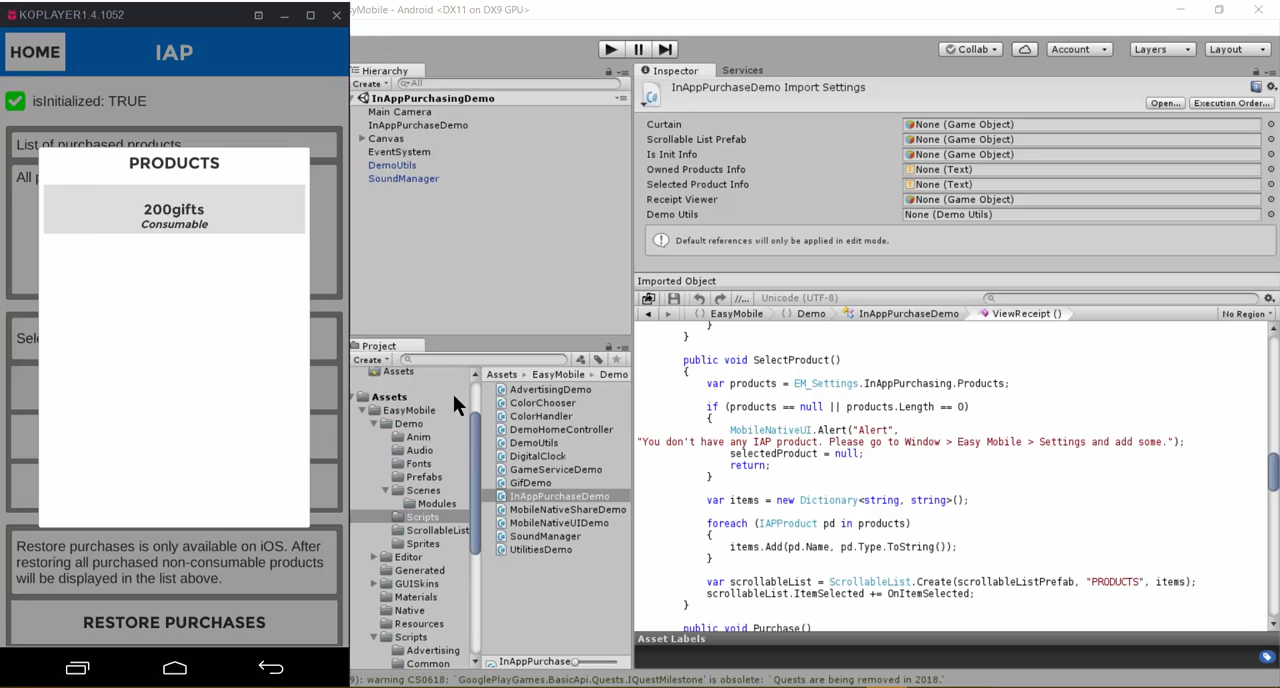 KOPLAYER1.4.1052
HOME
IAP
isInitialized: TRUE
List of purchased products
All p
PRODUCTS
200gifts
Consumable
Sele
Restore purchases is only available on iOS. After
restoring all purchased non-consumable products
will be displayed in the list above.
RESTORE PURCHASES
syMobile - Android <DX11 on DX9 GPU>
Collab
Account
Layers
Layout
Hierarchy
Create
All
InAppPurchasingDemo
Main Camera
InAppPurchaseDemo
Canvas
EventSystem
DemoUtils
SoundManager
Project
Create
Assets
Assets
EasyMobile
Demo
Anim
Audio
Fonts
Prefabs
Scenes
Modules
Scripts
ScrollableList
Sprites
Editor
Generated
GUISkins
Materials
Native
Resources
Scripts
Advertising
Common
Assets EasyMobile Demo
AdvertisingDemo
ColorChooser
ColorHandler
DemoHomeController
DemoUtils
DigitalClock
GameServiceDemo
GifDemo
InAppPurchaseDemo
MobileNativeShareDemo
MobileNativeUIDemo
SoundManager
UtilitiesDemo
InAppPurchase
Inspector Services
InAppPurchaseDemo Import Settings
Open... Execution Order...
Curtain None (Game Object)
Scrollable List Prefab None (Game Object)
Is Init Info None (Game Object)
Owned Products Info None (Text)
Selected Product Info None (Text)
Receipt Viewer None (Game Object)
Demo Utils None (Demo Utils)
Default references will only be applied in edit mode.
Imported Object
//... Unicode (UTF-8)
EasyMobile { } Demo InAppPurchaseDemo ViewReceipt () No Region
}
}
public void SelectProduct()
{
var products = EM_Settings.InAppPurchasing.Products;
if (products == null || products.Length == 0)
{
MobileNativeUI.Alert("Alert",
"You don't have any IAP product. Please go to Window > Easy Mobile > Settings and add some.");
selectedProduct = null;
return;
}
var items = new Dictionary<string, string>();
foreach (IAPProduct pd in products)
{
items.Add(pd.Name, pd.Type.ToString());
}
var scrollableList = ScrollableList.Create(scrollableListPrefab, "PRODUCTS", items);
scrollableList.ItemSelected += OnItemSelected;
}
public void Purchase()
Asset Labels
9): warning CS0618: `GooglePlayGames.BasicApi.Quests.IQuestMilestone' is obsolete: `Quests are being removed in 2018.'